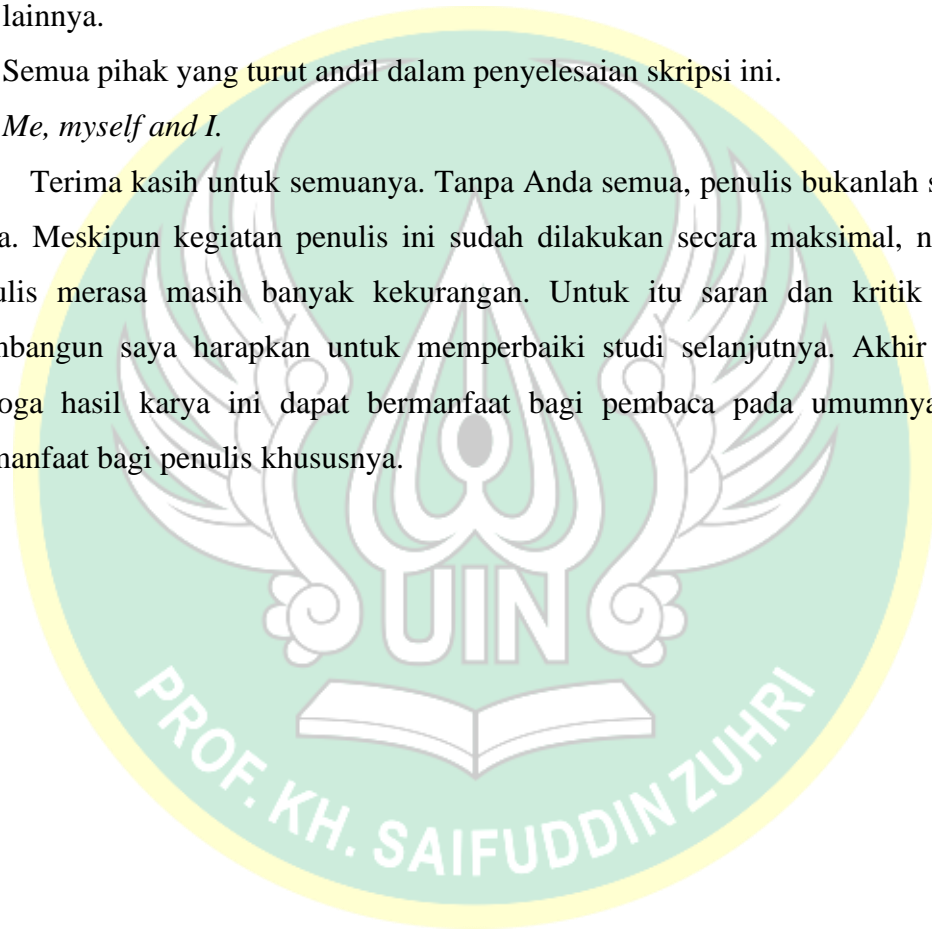 lainnya.
Semua pihak yang turut andil dalam penyelesaian skripsi ini.
Me, myself and I.
Terima kasih untuk semuanya. Tanpa Anda semua, penulis bukanlah s
a. Meskipun kegiatan penulis ini sudah dilakukan secara maksimal, n
ulis merasa masih banyak kekurangan. Untuk itu saran dan kritik
nbangun saya harapkan untuk memperbaiki studi selanjutnya. Akhir
oga hasil karya ini dapat bermanfaat bagi pembaca pada umumnya
manfaat bagi penulis khususnya.
UIN
PROF. KH. SAIFUDDIN ZUHRI